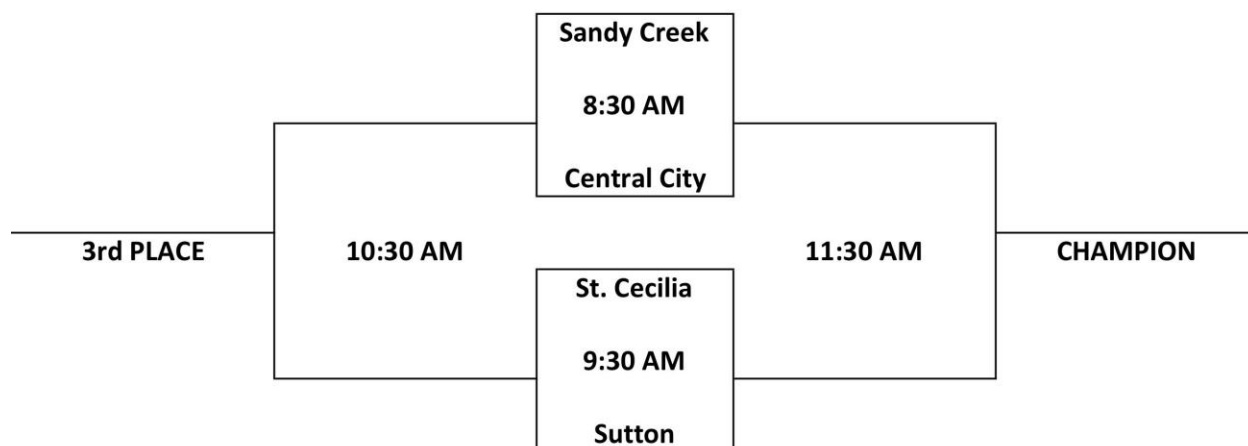 Sandy Creek
8:30 AM
Central City
3rd PLACE
10:30 AM
11:30 AM
CHAMPION
St. Cecilia
9:30 AM
Sutton